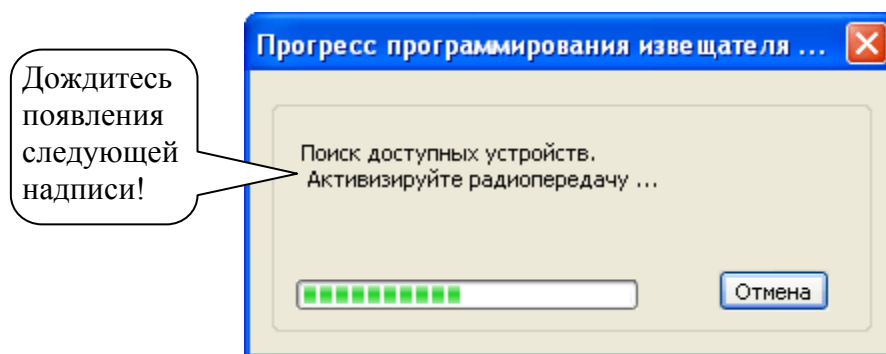 Прогресс программирования извещателя ...
Дождитесь
появления
следующей
надписи!
Поиск доступных устройств.
Активизируйте радиопередачу ...
Отмена